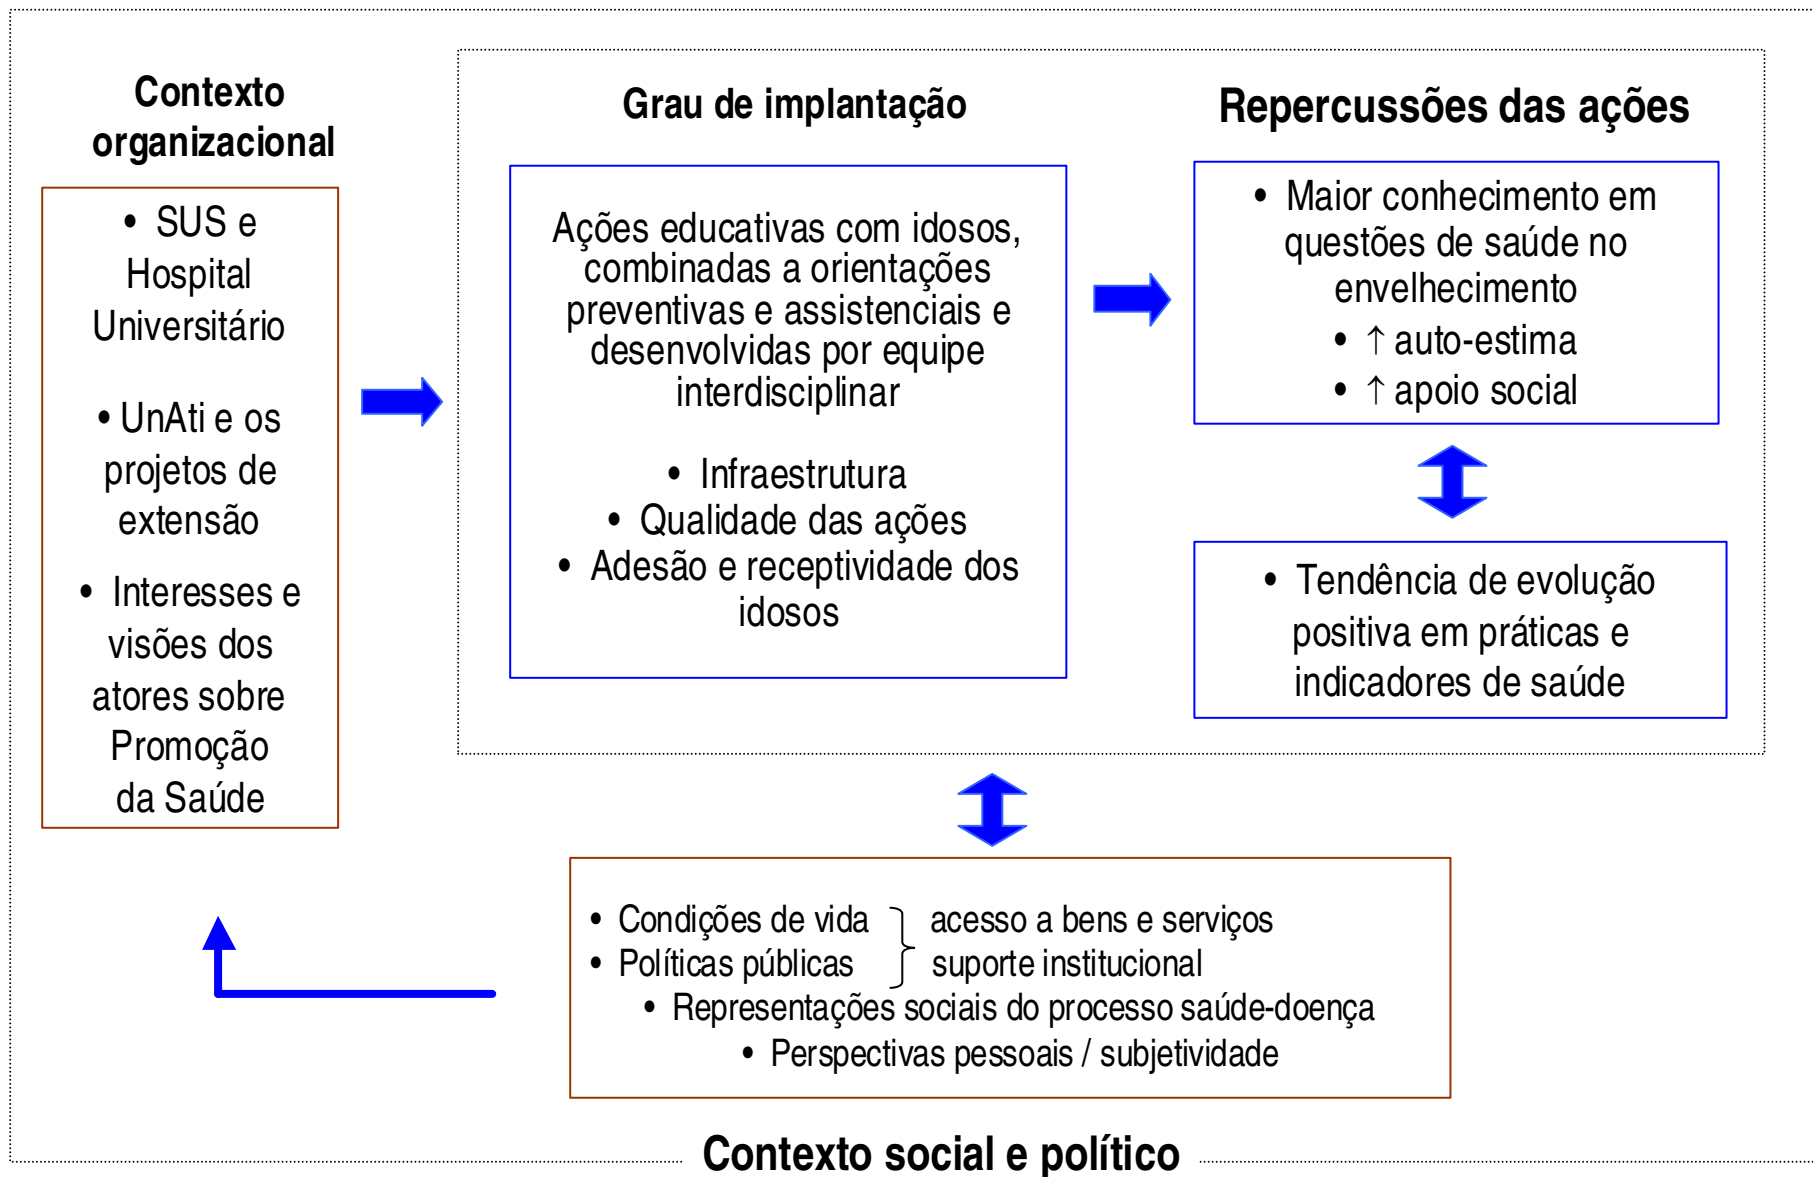 Contexto
organizacional
• SUS e
Hospital
Universitário
• UnAti e os
projetos de
extensão
• Interesses e
visões dos
atores sobre
Promoção
da Saúde
Grau de implantação
Ações educativas com idosos,
combinadas a orientações
preventivas e assistenciais e
desenvolvidas por equipe
interdisciplinar
• Infraestrutura
• Qualidade das ações
• Adesão e receptividade dos
idosos
Repercussões das ações
• Maior conhecimento em
questões de saúde no
envelhecimento
• ↑ auto-estima
• ↑ apoio social
• Tendência de evolução
positiva em práticas e
indicadores de saúde
• Condições de vida } acesso a bens e serviços
• Políticas públicas } suporte institucional
• Representações sociais do processo saúde-doença
• Perspectivas pessoais / subjetividade
Contexto social e político